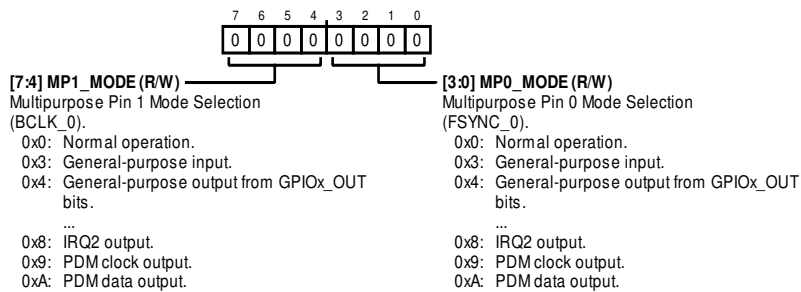 7 6 5 4 3 2 1 0
0 0 0 0 0 0 0 0
[7:4] MP1_MODE (R/W)
Multipurpose Pin 1 Mode Selection
(BCLK_0).
0x0: Normal operation.
0x3: General-purpose input.
0x4: General-purpose output from GPIOx_OUT
bits.
...
0x8: IRQ2 output.
0x9: PDM clock output.
0xA: PDM data output.
[3:0] MP0_MODE (R/W)
Multipurpose Pin 0 Mode Selection
(FSYNC_0).
0x0: Normal operation.
0x3: General-purpose input.
0x4: General-purpose output from GPIOx_OUT
bits.
...
0x8: IRQ2 output.
0x9: PDM clock output.
0xA: PDM data output.